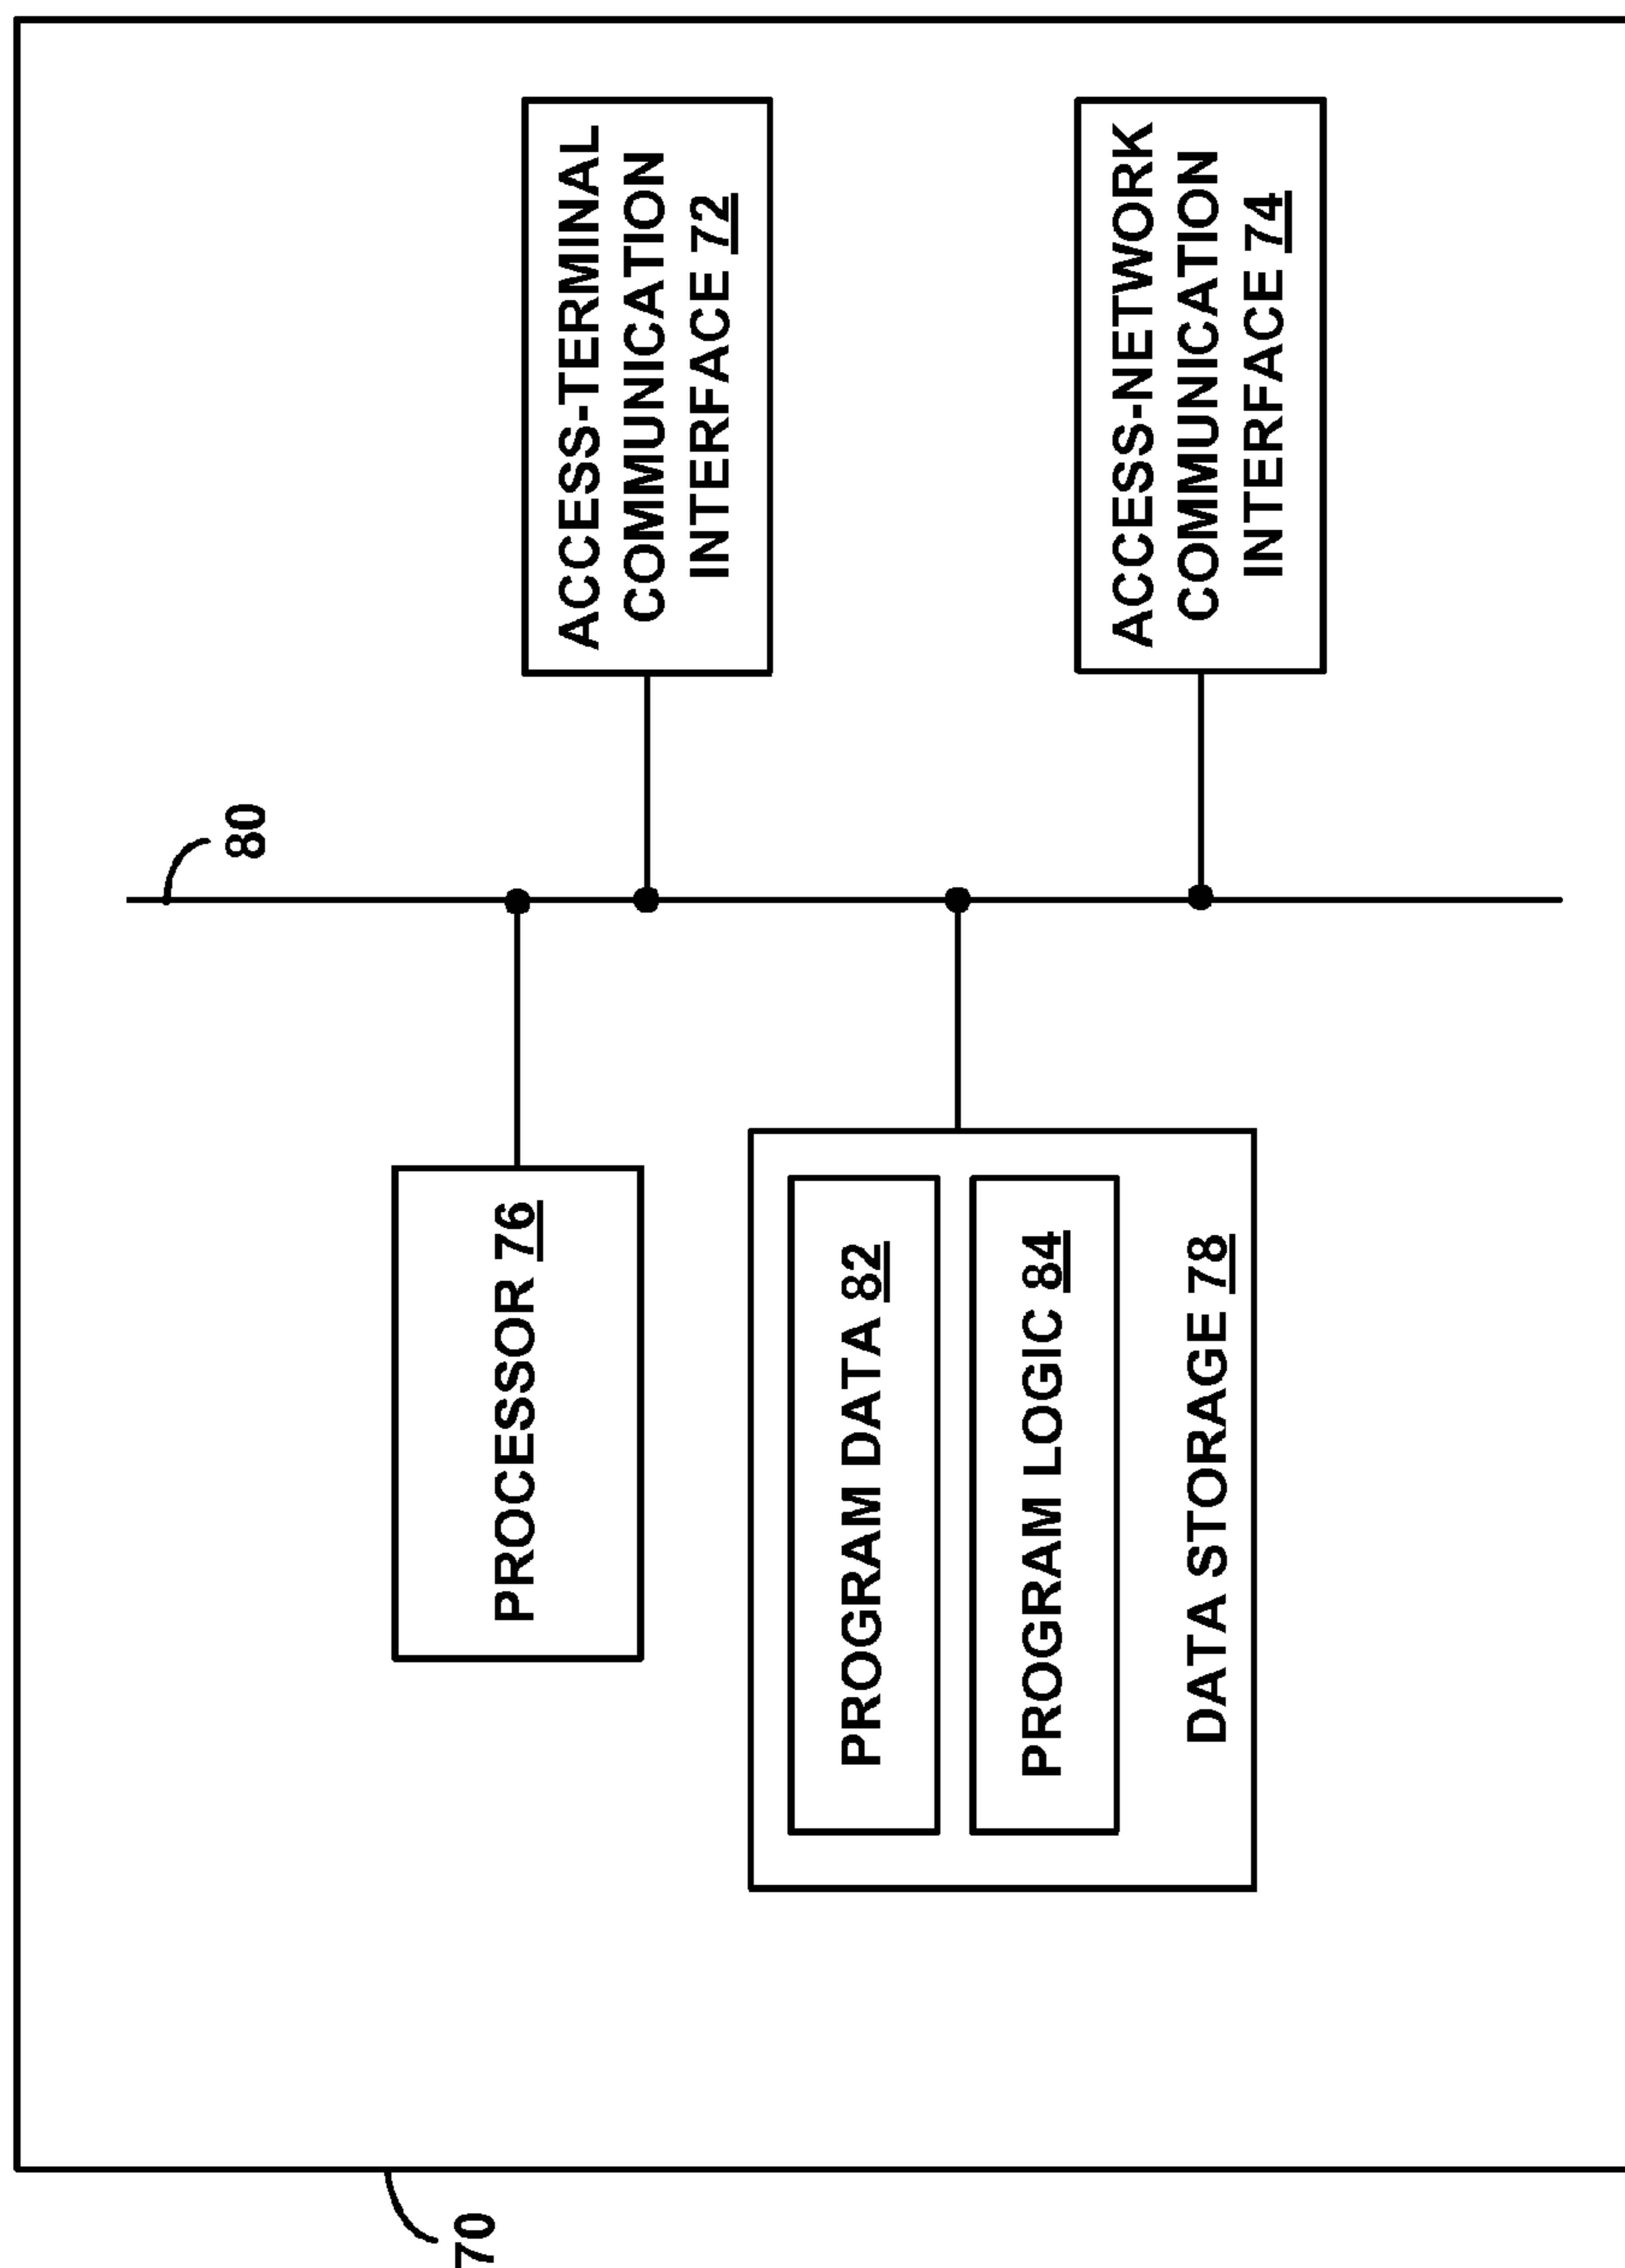 70
80
PROCESSOR 76
ACCESS-TERMINAL
COMMUNICATION
INTERFACE 72
PROGRAM DATA 82
PROGRAM LOGIC 84
DATA STORAGE 78
ACCESS-NETWORK
COMMUNICATION
INTERFACE 74